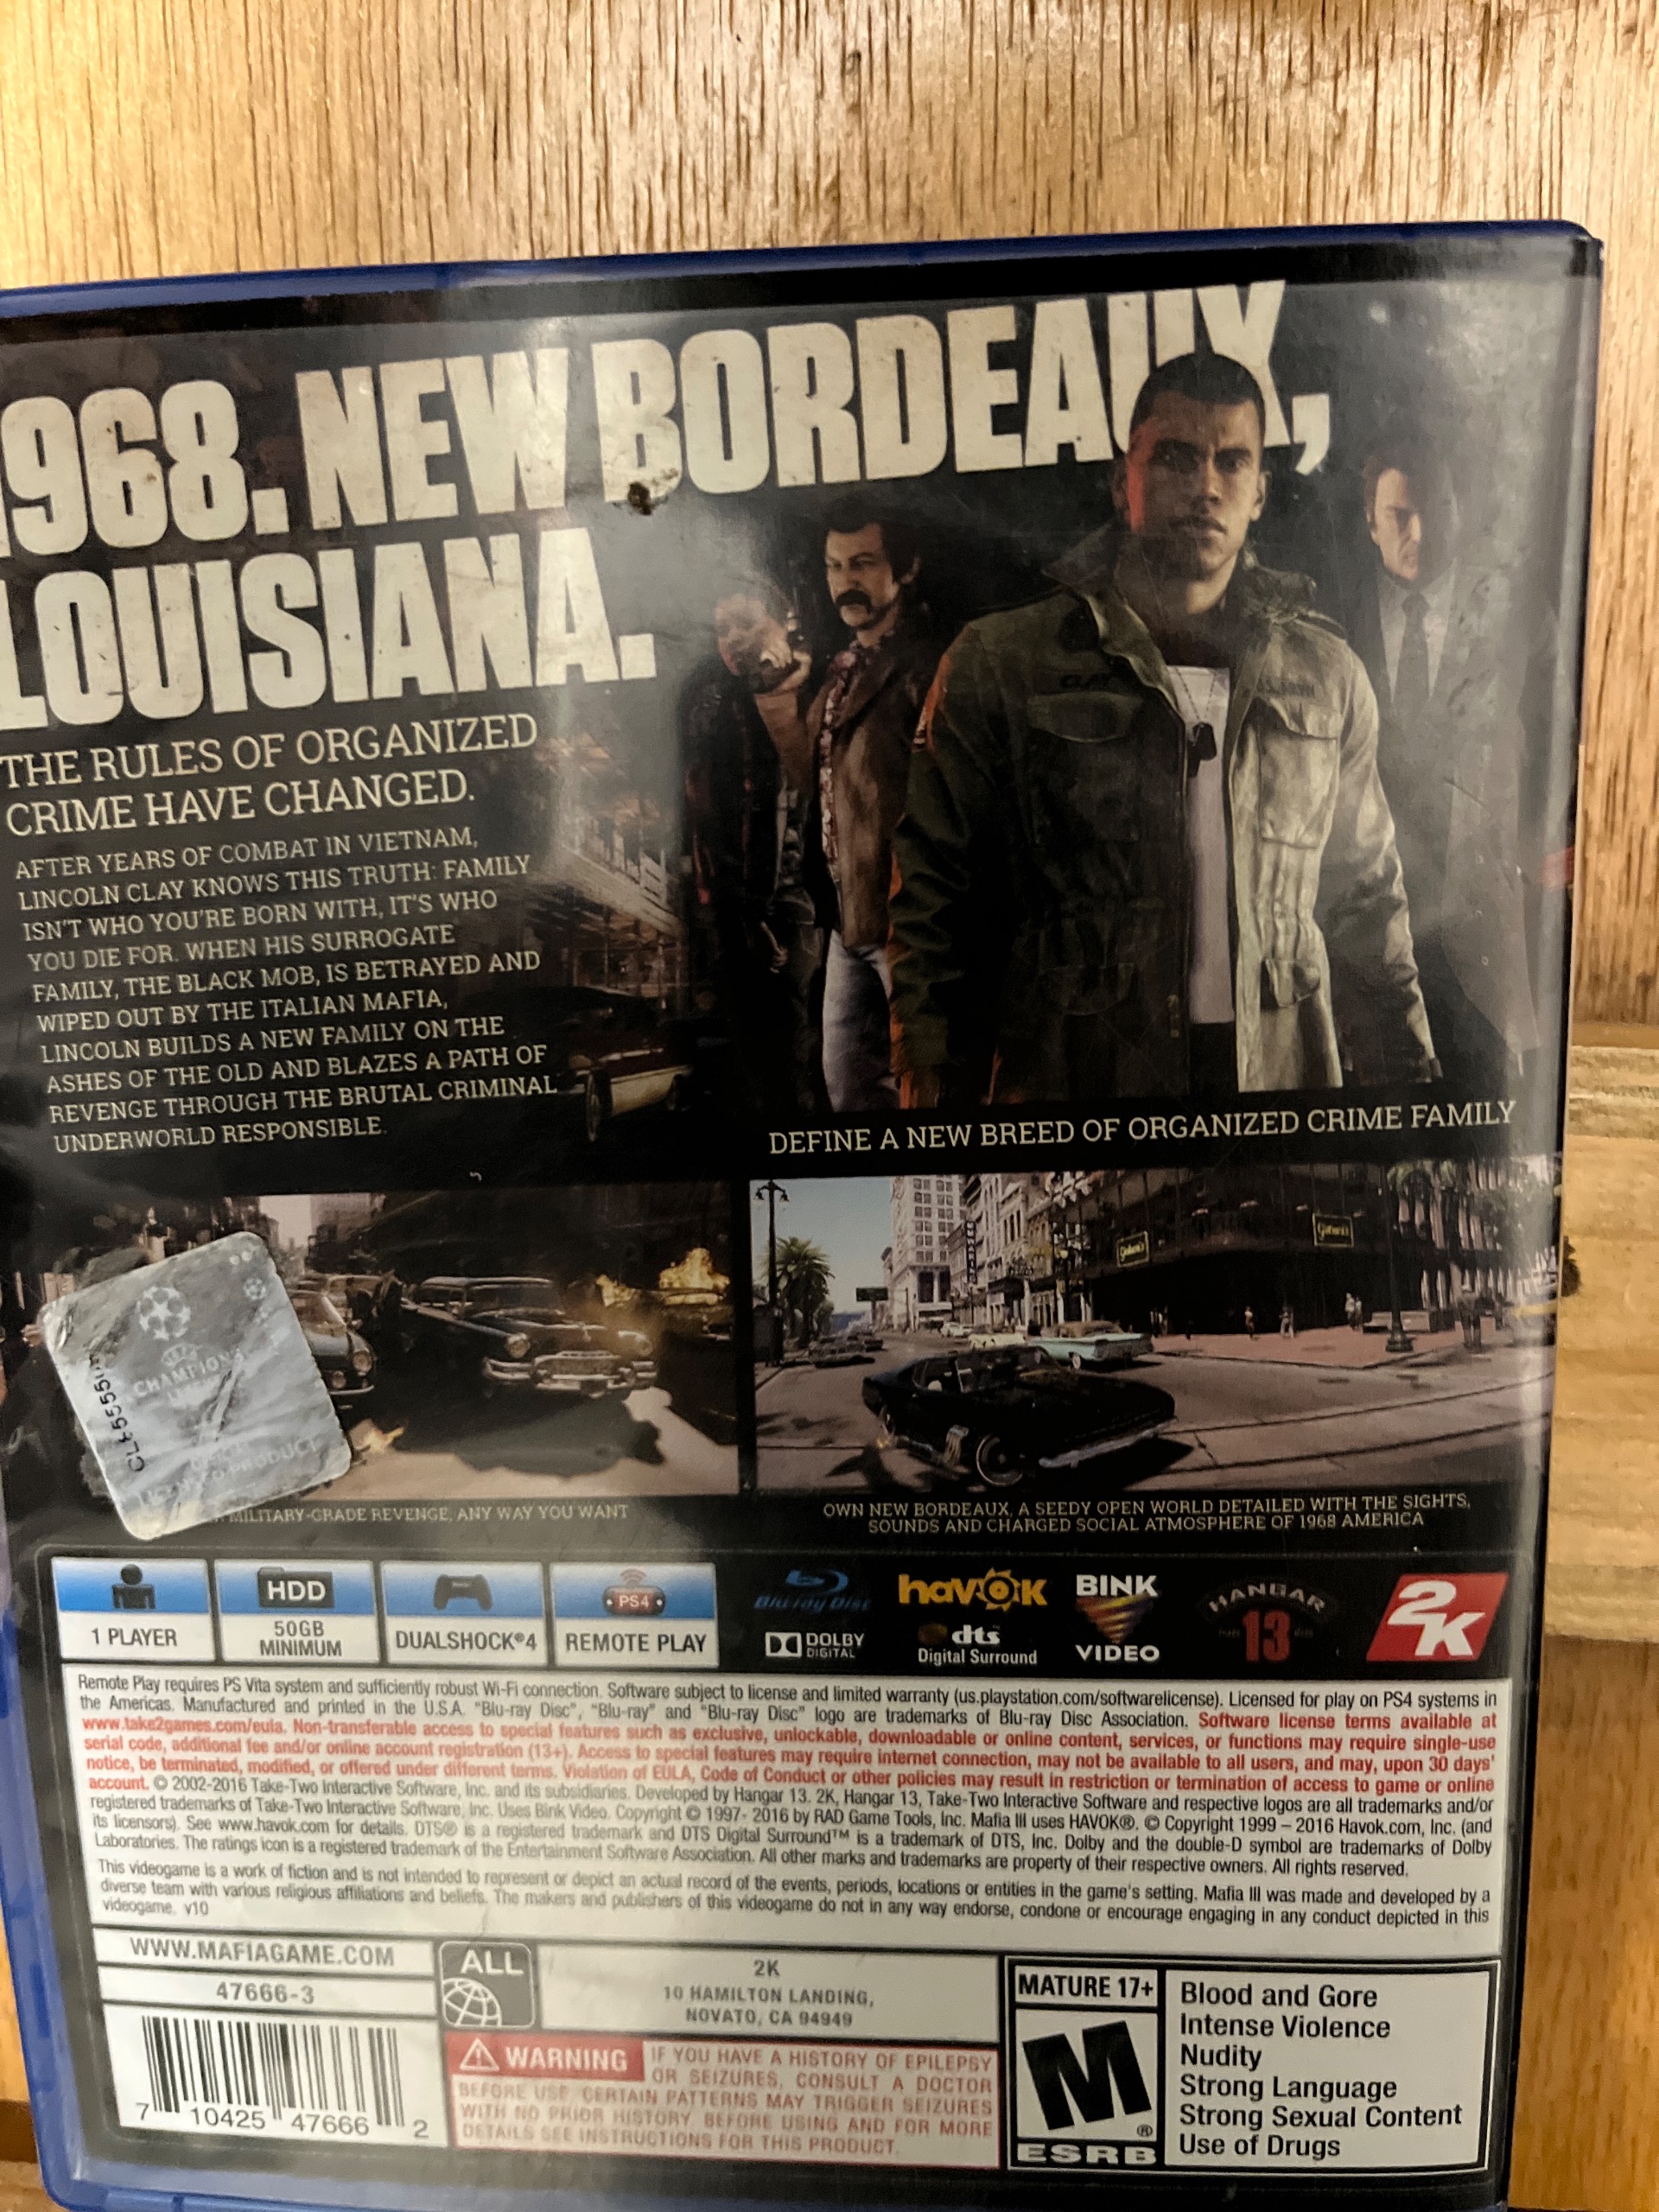 1968. NEW BORDEAUX,
LOUISIANA.
THE RULES OF ORGANIZED
CRIME HAVE CHANGED.
AFTER YEARS OF COMBAT IN VIETNAM,
LINCOLN CLAY KNOWS THIS TRUTH: FAMILY
ISN'T WHO YOU'RE BORN WITH, IT'S WHO
YOU DIE FOR. WHEN HIS SURROGATE
FAMILY, THE BLACK MOB, IS BETRAYED AND
WIPED OUT BY THE ITALIAN MAFIA,
LINCOLN BUILDS A NEW FAMILY ON THE
ASHES OF THE OLD AND BLAZES A PATH OF
REVENGE THROUGH THE BRUTAL CRIMINAL
UNDERWORLD RESPONSIBLE.
CLAY
U.S. ARMY
DEFINE A NEW BREED OF ORGANIZED CRIME FAMILY
UEFA
CHAMPIONS
PRODUCT
MILITARY-GRADE REVENGE, ANY WAY YOU WANT
OWN NEW BORDEAUX, A SEEDY OPEN WORLD DETAILED WITH THE SIGHTS,
SOUNDS AND CHARGED SOCIAL ATMOSPHERE OF 1968 AMERICA
1 PLAYER
HDD
50GB
MINIMUM
DUALSHOCK®4
PS4
REMOTE PLAY
Blu-ray Disc
DOLBY
DIGITAL
havok
dts
Digital Surround
BINK
VIDEO
HANGAR
13
2K
Remote Play requires PS Vita system and sufficiently robust Wi-Fi connection. Software subject to license and limited warranty (us.playstation.com/softwarelicense). Licensed for play on PS4 systems in
the Americas. Manufactured and printed in the U.S.A. "Blu-ray Disc", "Blu-ray" and "Blu-ray Disc" logo are trademarks of Blu-ray Disc Association. Software license terms available at
www.take2games.com/eula. Non-transferable access to special features such as exclusive, unlockable, downloadable or online content, services, or functions may require single-use
serial code, additional fee and/or online account registration (13+). Access to special features may require internet connection, may not be available to all users, and may, upon 30 days'
notice, be terminated, modified, or offered under different terms. Violation of EULA, Code of Conduct or other policies may result in restriction or termination of access to game or online
account. © 2002-2016 Take-Two Interactive Software, Inc. and its subsidiaries. Developed by Hangar 13. 2K, Hangar 13, Take-Two Interactive Software and respective logos are all trademarks and/or
registered trademarks of Take-Two Interactive Software, Inc. Uses Bink Video. Copyright © 1997- 2016 by RAD Game Tools, Inc. Mafia III uses HAVOK®. © Copyright 1999 – 2016 Havok.com, Inc. (and
its licensors). See www.havok.com for details. DTS® is a registered trademark and DTS Digital Surround™ is a trademark of DTS, Inc. Dolby and the double-D symbol are trademarks of Dolby
Laboratories. The ratings icon is a registered trademark of the Entertainment Software Association. All other marks and trademarks are property of their respective owners. All rights reserved.
This videogame is a work of fiction and is not intended to represent or depict an actual record of the events, periods, locations or entities in the game's setting. Mafia III was made and developed by a
diverse team with various religious affiliations and beliefs. The makers and publishers of this videogame do not in any way endorse, condone or encourage engaging in any conduct depicted in this
videogame. v10
WWW.MAFIAGAME.COM
47666-3
7 10425 47666 2
ALL
2K
10 HAMILTON LANDING,
NOVATO, CA 94949
WARNING IF YOU HAVE A HISTORY OF EPILEPSY
OR SEIZURES, CONSULT A DOCTOR
BEFORE USE. CERTAIN PATTERNS MAY TRIGGER SEIZURES
WITH NO PRIOR HISTORY. BEFORE USING AND FOR MORE
DETAILS SEE INSTRUCTIONS FOR THIS PRODUCT.
MATURE 17+
M
ESRB
Blood and Gore
Intense Violence
Nudity
Strong Language
Strong Sexual Content
Use of Drugs